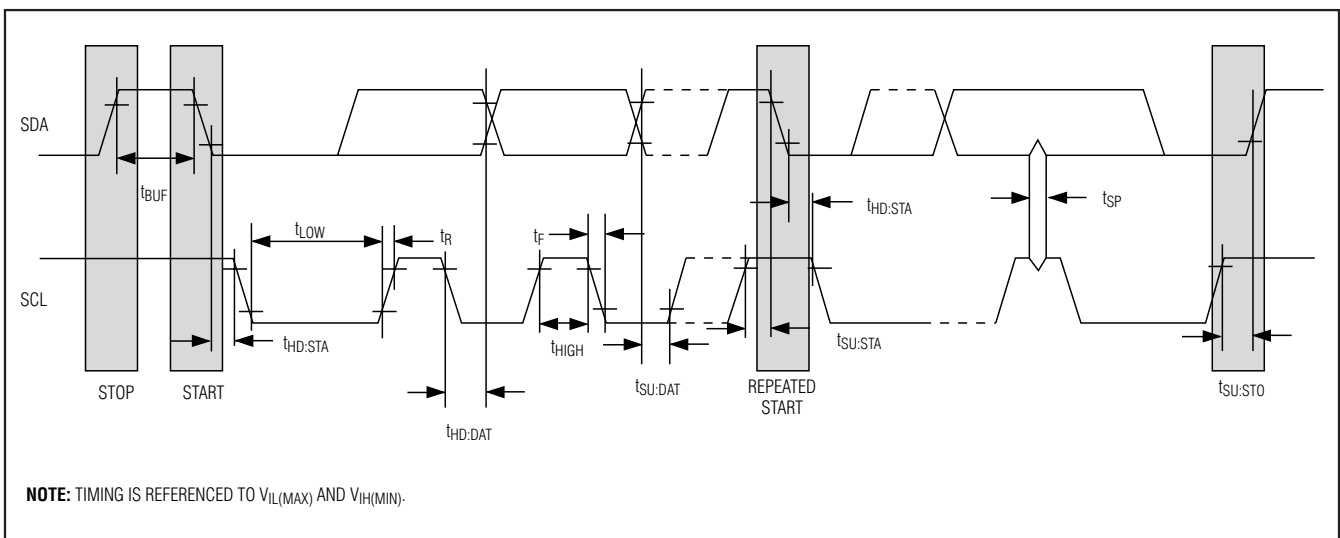 SDA
tBUF
tHD:STA
tSP
tLOW
tR
tF
SCL
tHD:STA
tHIGH
tSU:STA
tSU:DAT
tSU:STO
STOP
START
REPEATED
START
tHD:DAT
NOTE: TIMING IS REFERENCED TO VIL(MAX) AND VIH(MIN).